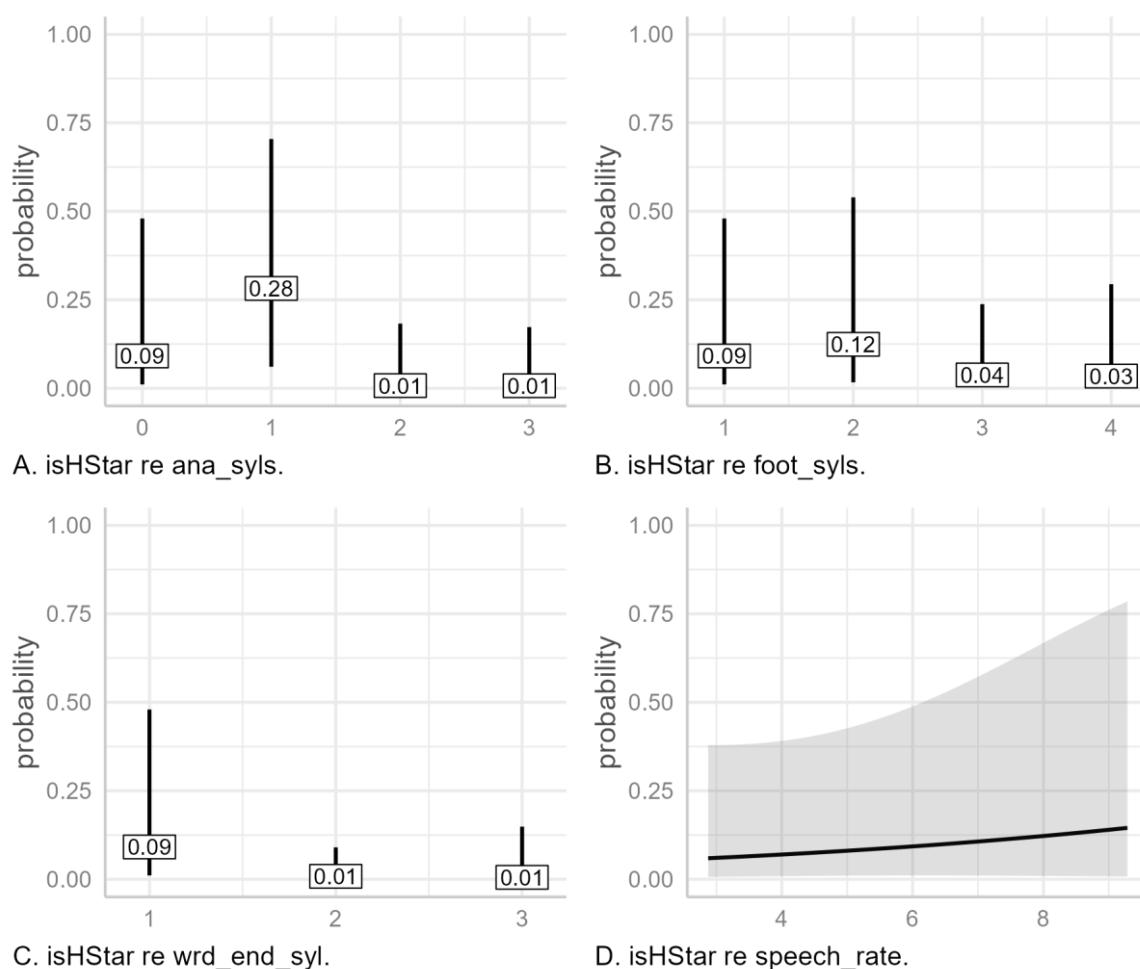 1.00
0.75
0.50
0.25
0.00
probability
0.09
0.28
0.01
0.01
0 1 2 3
A. isHStar re ana_syls.
1.00
0.75
0.50
0.25
0.00
probability
0.09
0.12
0.04
0.03
1 2 3 4
B. isHStar re foot_syls.
1.00
0.75
0.50
0.25
0.00
probability
0.09
0.01
0.01
1 2 3
C. isHStar re wrd_end_syl.
1.00
0.75
0.50
0.25
0.00
probability
4 6 8
D. isHStar re speech_rate.